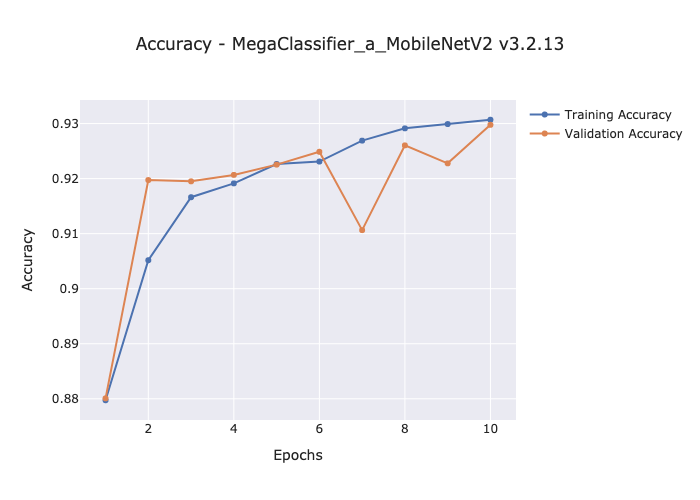 Accuracy - MegaClassifier_a_MobileNetV2 v3.2.13
Training Accuracy
Validation Accuracy
Accuracy
0.93
0.92
0.91
0.9
0.89
0.88
2 4 6 8 10
Epochs